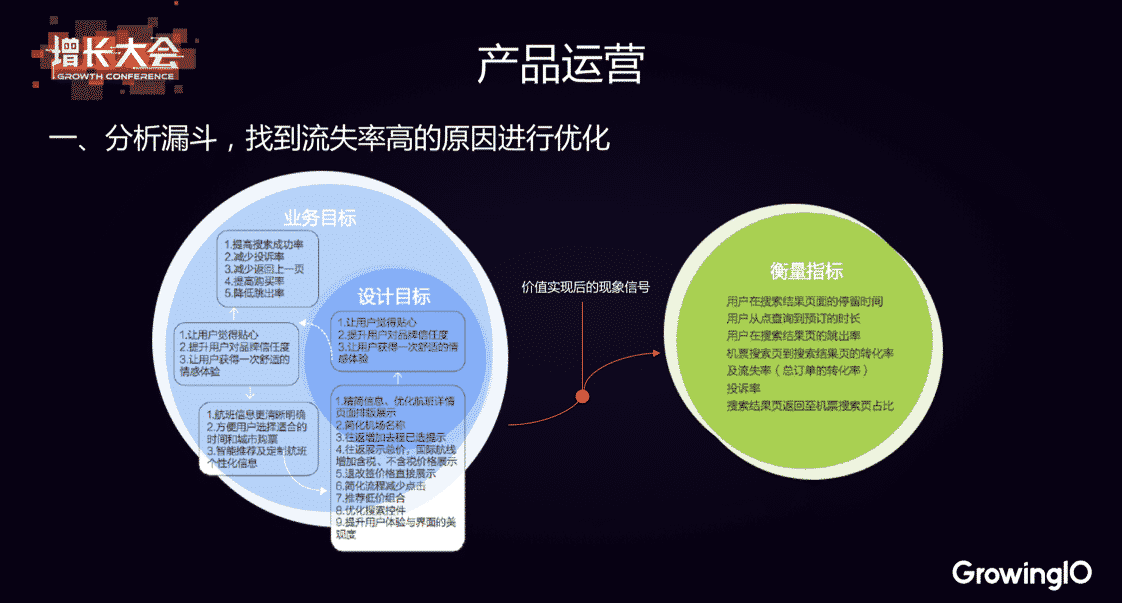 增长大会
GROWTH CONFERENCE
产品运营
一、分析漏斗，找到流失率高的原因进行优化
业务目标
1.提高搜索成功率
2.减少投诉率
3.减少返回上一页
4.提高购买率
5.降低跳出率
1.让用户觉得贴心
2.提升用户对品牌信任度
3.让用户获得一次舒适的
情感体验
1.航班信息更清晰明确
2.方便用户选择适合的
时间和城市购票
3.智能推荐及定制航班
个性化信息
设计目标
1.让用户觉得贴心
2.提升用户对品牌信任度
3.让用户获得一次舒适的情
感体验
1.精简信息、优化航班详情
页面排版展示
2.简化机场名称
3.往返增加去程已选提示
4.往返展示总价，国际航线
增加含税、不含税价格展示
5.退改签价格直接展示
6.简化流程减少点击
7.推荐低价组合
8.优化搜索控件
9.提升用户体验与界面的美
观度
价值实现后的现象信号
衡量指标
用户在搜索结果页面的停留时间
用户从点查询到预订的时长
用户在搜索结果页的跳出率
机票搜索页到搜索结果页的转化率
及流失率（总订单的转化率）
投诉率
搜索结果页返回至机票搜索页占比
GrowingIO